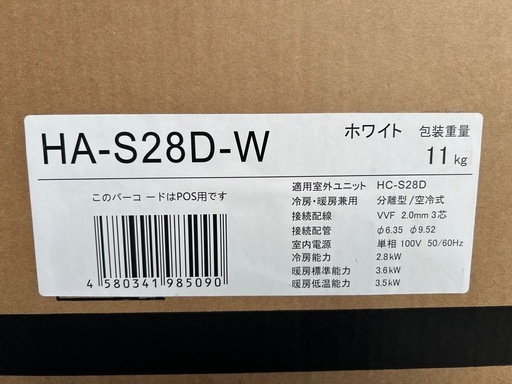 HA-S28D-W
ホワイト 包装重量
11kg
このバーコードはPOS用です
4 580341 985090
適用室外ユニット HC-S28D
冷房・暖房兼用 分離型/空冷式
接続配線 VVF 2.0mm 3芯
接続配管 φ6.35 φ9.52
室内電源 単相 100V 50/60Hz
冷房能力 2.8kW
暖房標準能力 3.6kW
暖房低温能力 3.5kW